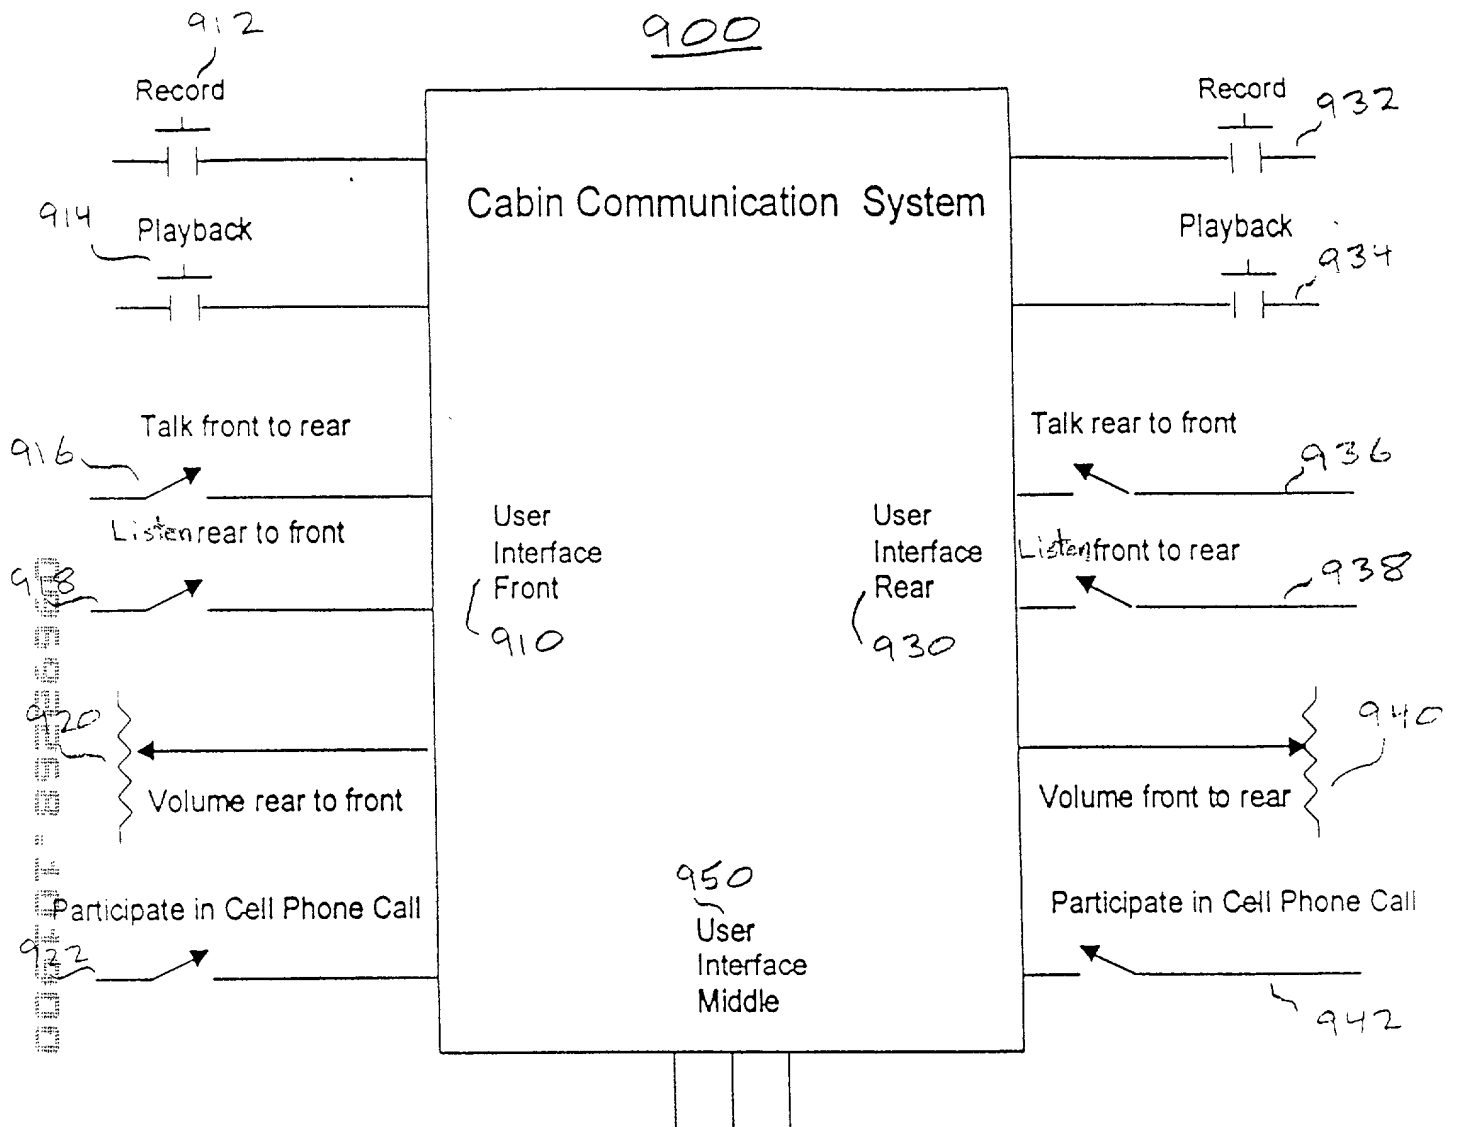 912
900
Record
Record
932
Cabin Communication System
914
Playback
Playback
934
Talk front to rear
Talk rear to front
916
936
Listen rear to front
User
Interface
Front
User
Interface
Rear
Listen front to rear
918
938
910
930
920
940
Volume rear to front
Volume front to rear
950
User
Interface
Middle
Participate in Cell Phone Call
Participate in Cell Phone Call
922
942